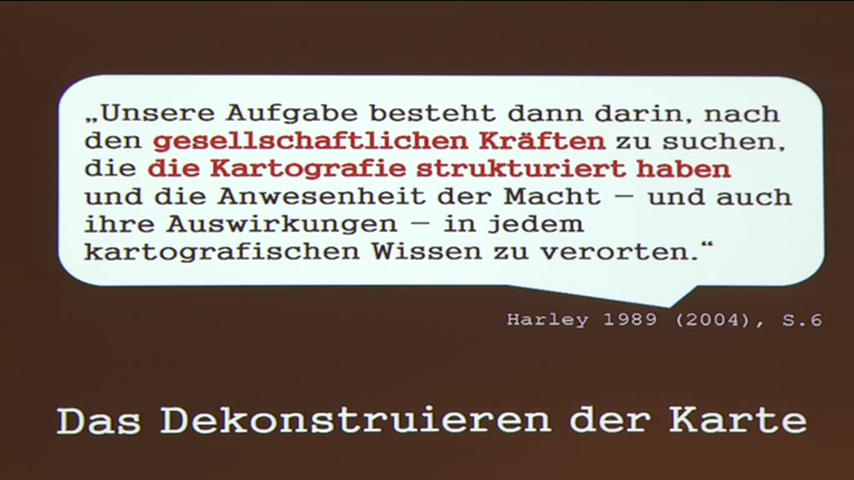 „Unsere Aufgabe besteht dann darin, nach
den gesellschaftlichen Kräften zu suchen,
die die Kartografie strukturiert haben
und die Anwesenheit der Macht – und auch
ihre Auswirkungen – in jedem
kartografischen Wissen zu verorten.“
Harley 1989 (2004), S.6
Das Dekonstruieren der Karte